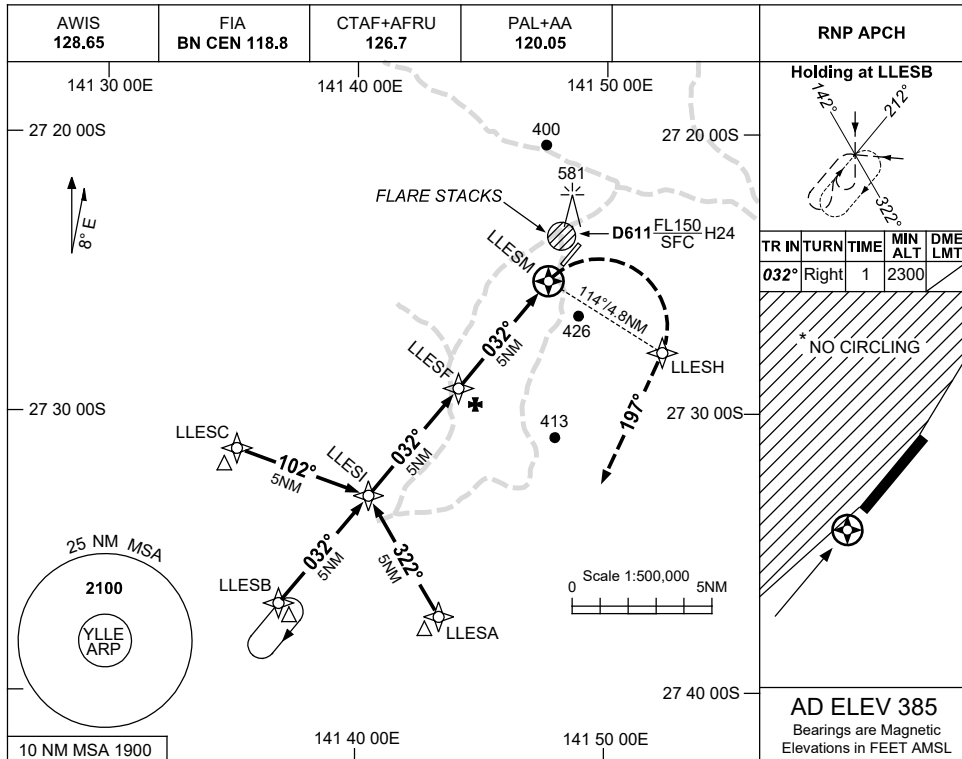 AWIS
128.65
FIA
BN CEN 118.8
CTAF+AFRU
126.7
PAL+AA
120.05
RNP APCH
141 30 00E
141 40 00E
141 50 00E
27 20 00S
27 20 00S
8° E
400
581
FLARE STACKS
D611 FL150 H24
SFC
LLESM
114°/4.8NM
426
LLESH
032°
5NM
LLESF
197°
27 30 00S
27 30 00S
413
LLESC
102°
5NM
LLESI
032°
5NM
25 NM MSA
2100
YLLE
ARP
LLESB
032°
5NM
322°
5NM
LLESA
Scale 1:500,000
0
5NM
27 40 00S
141 40 00E
141 50 00E
10 NM MSA 1900
Holding at LLESB
142°
212°
322°
TR IN TURN TIME MIN ALT DME LMT
032° Right 1 2300
* NO CIRCLING
AD ELEV 385
Bearings are Magnetic
Elevations in FEET AMSL